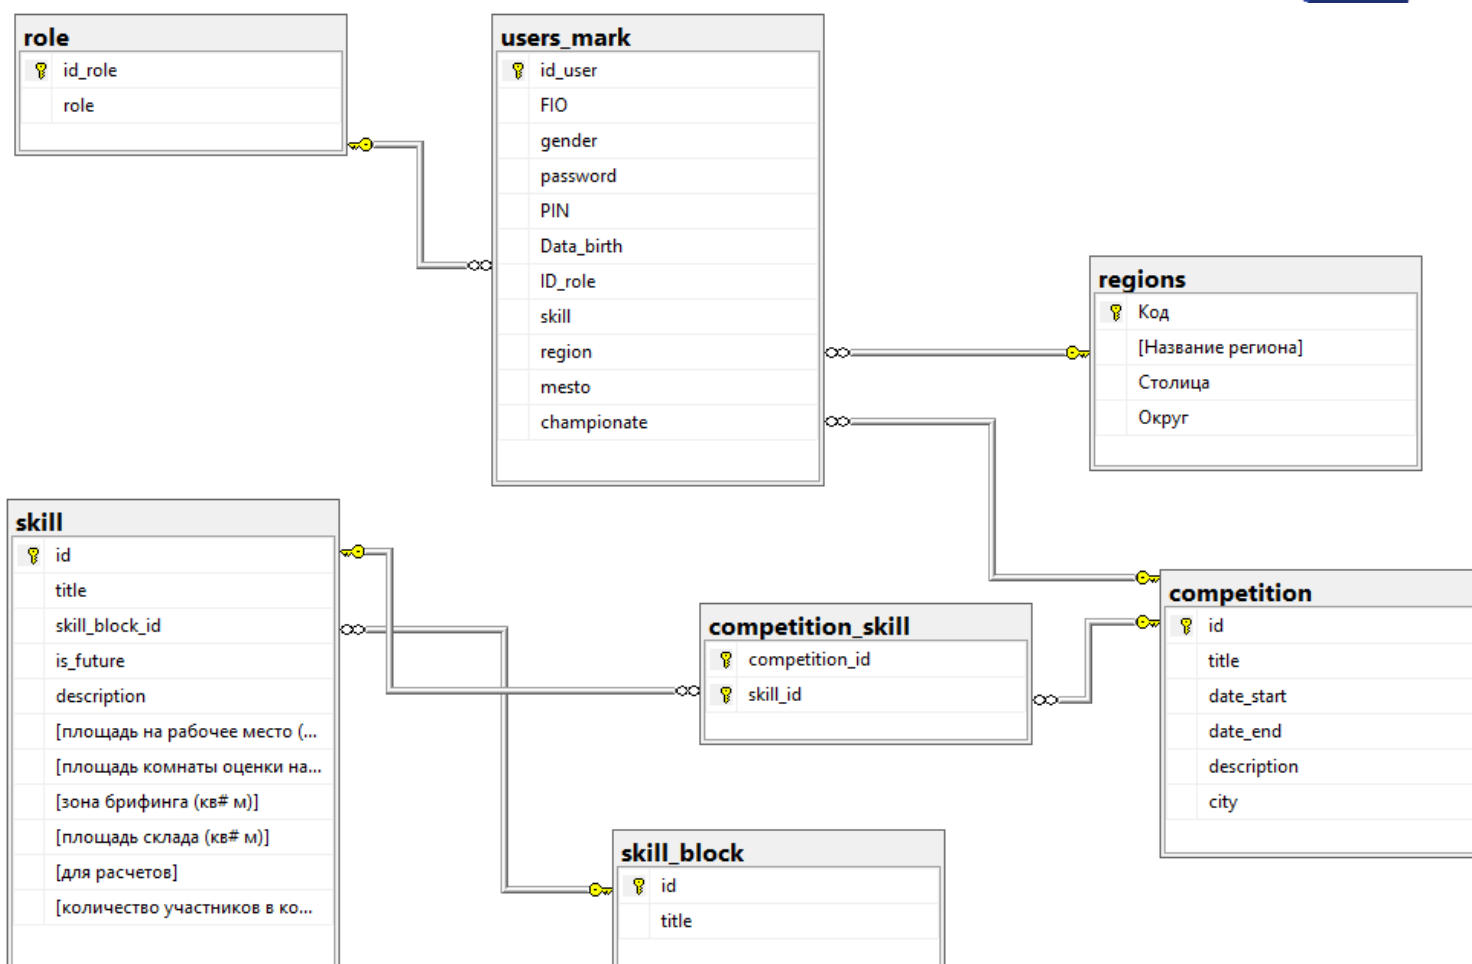 role
id_role
role
users_mark
id_user
FIO
gender
password
PIN
Data_birth
ID_role
skill
region
mesto
championate
regions
Код
[Название региона]
Столица
Округ
skill
id
title
skill_block_id
is_future
description
[площадь на рабочее место (...
[площадь комнаты оценки на...
[зона брифинга (кв# м)]
[площадь склада (кв# м)]
[для расчетов]
[количество участников в ко...
competition_skill
competition_id
skill_id
competition
id
title
date_start
date_end
description
city
skill_block
id
title